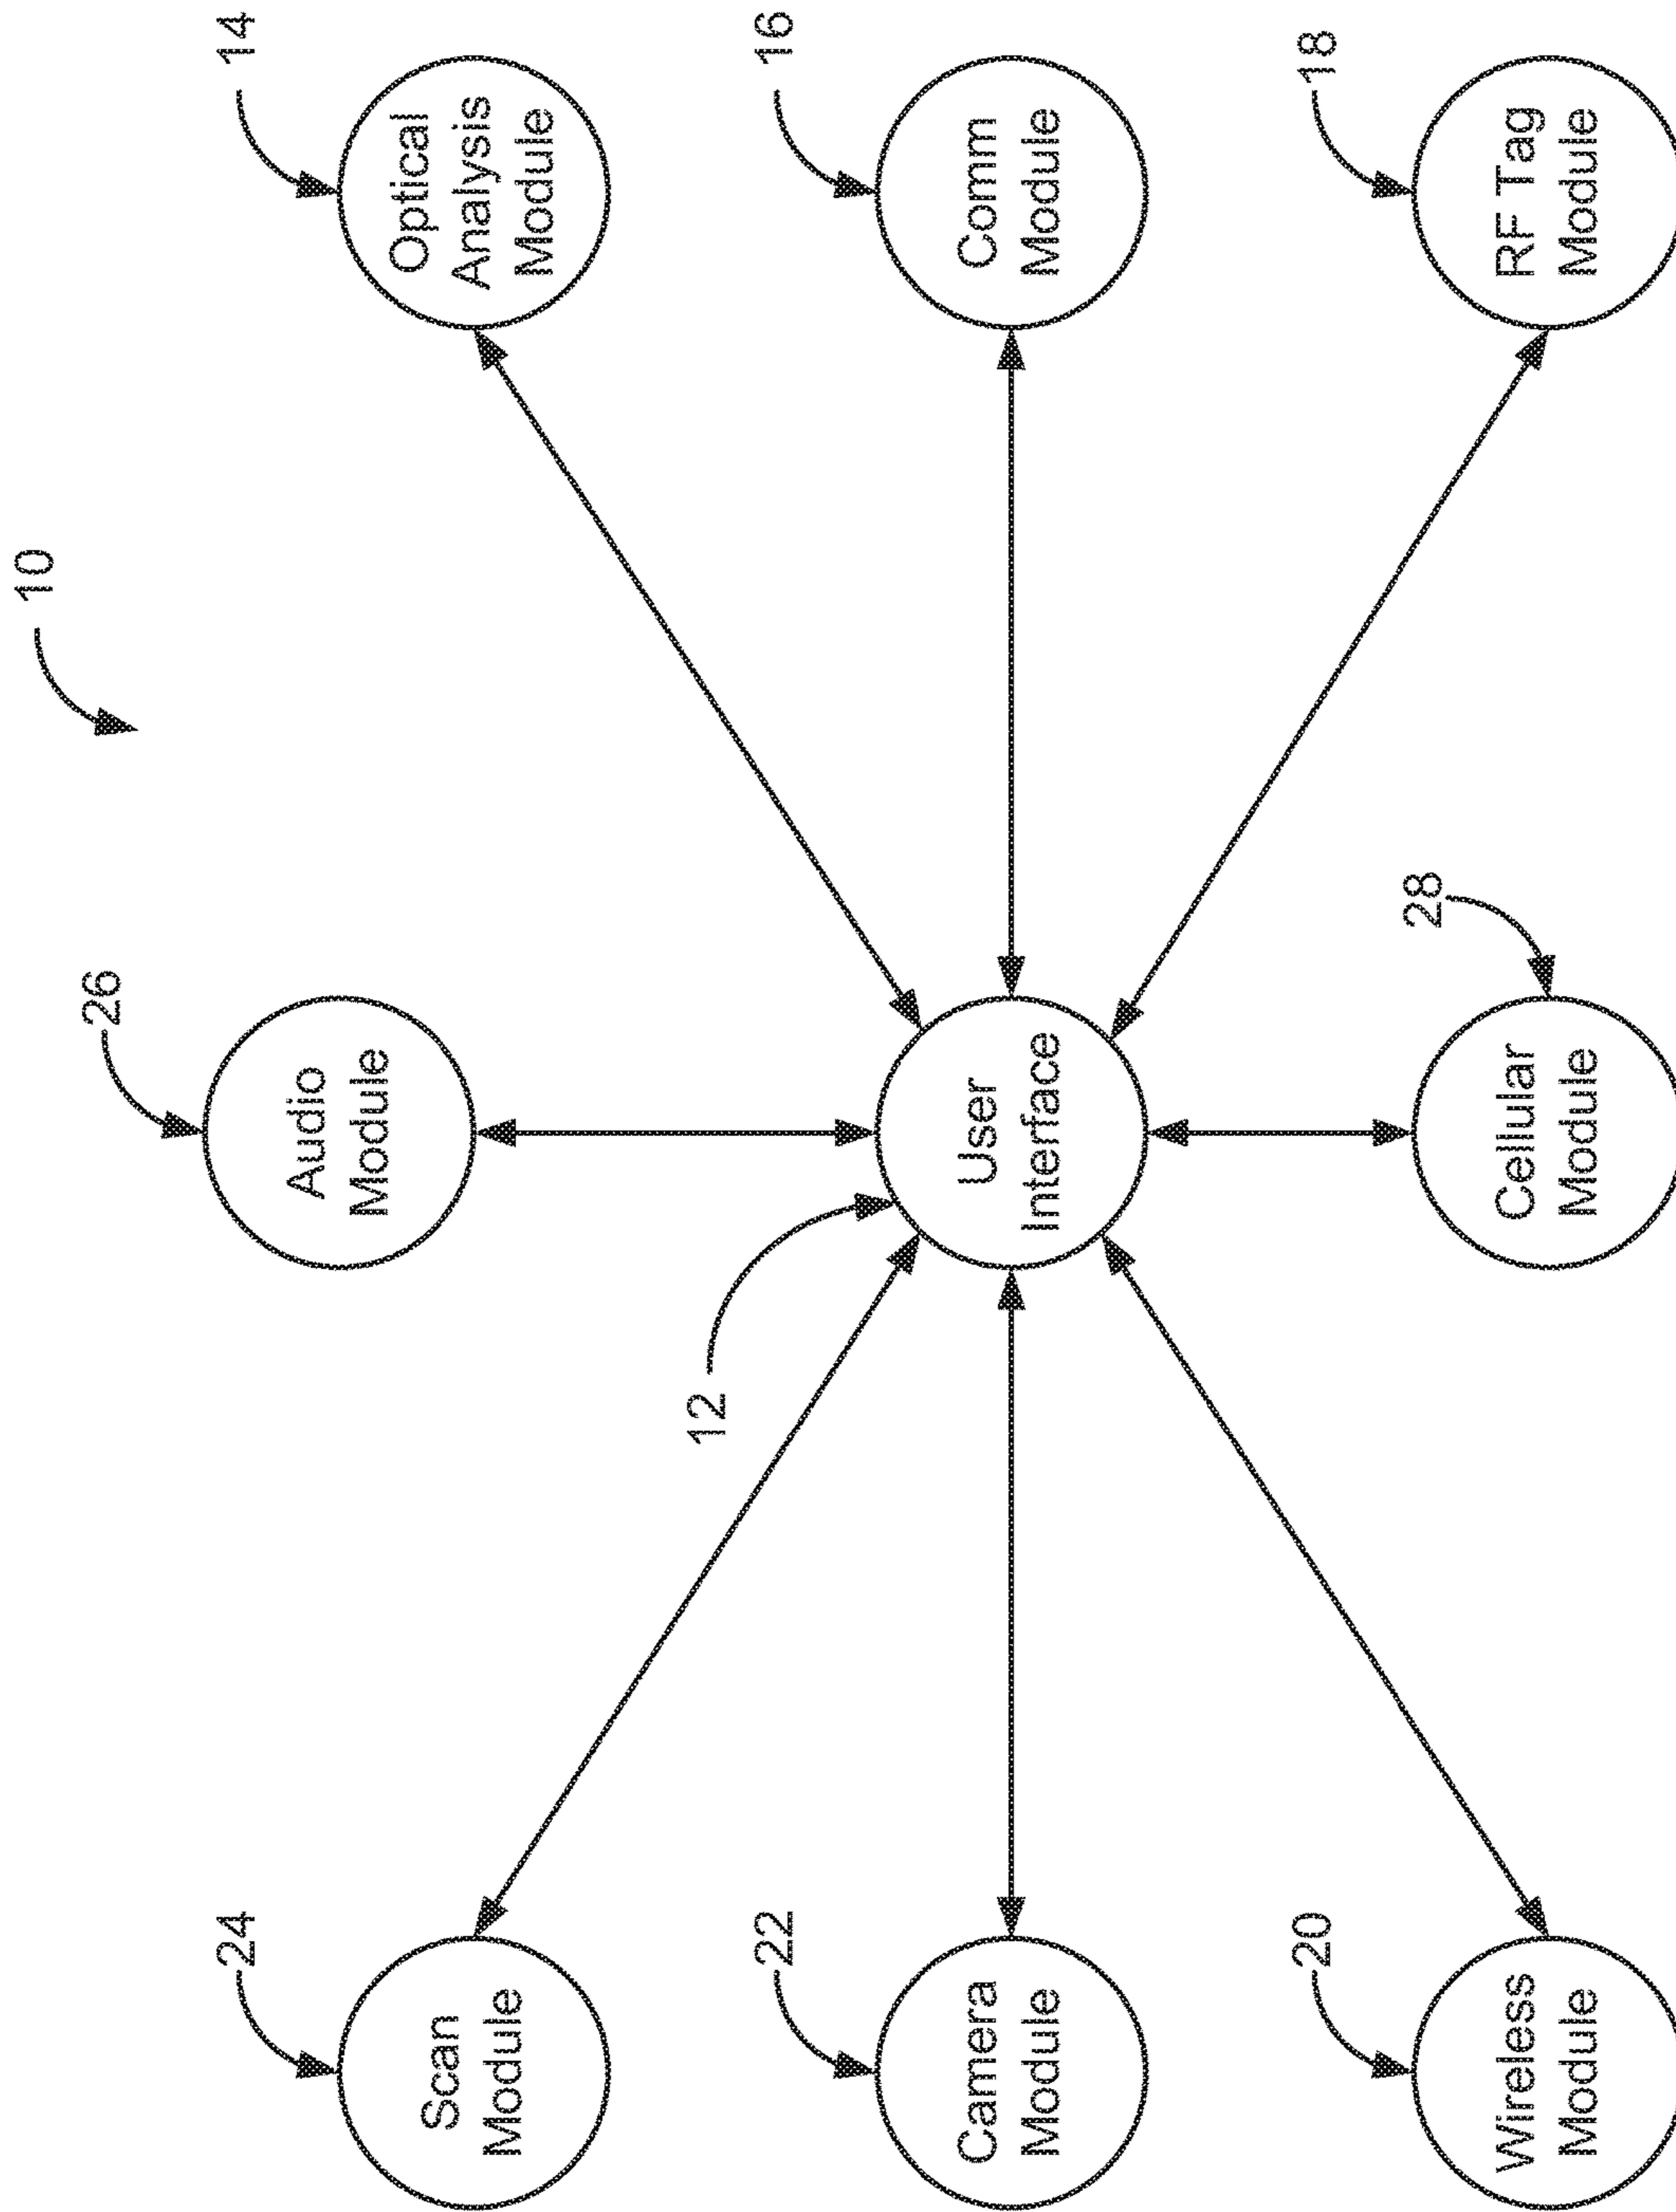 10
26
Audio
Module
24
Scan
Module
14
Optical
Analysis
Module
12
User
Interface
22
Camera
Module
16
Comm
Module
20
Wireless
Module
28
Cellular
Module
18
RF Tag
Module